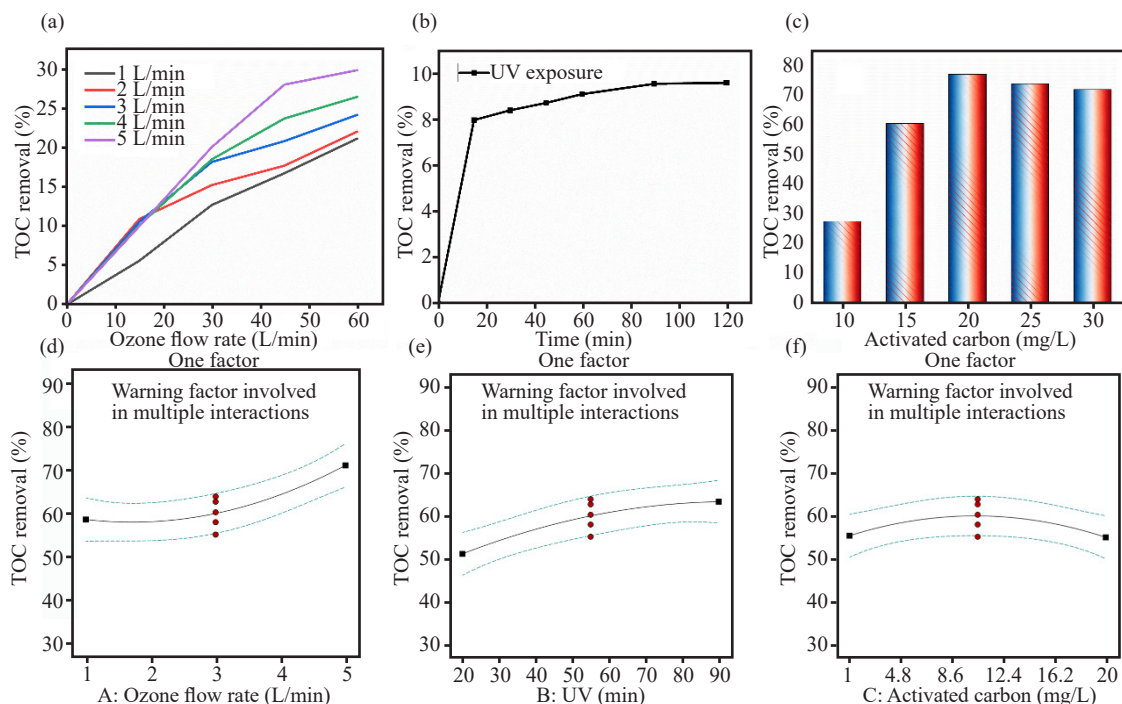 (a)
TOC removal (%)
30
25
20
15
10
5
0
1 L/min
2 L/min
3 L/min
4 L/min
5 L/min
0 10 20 30 40 50 60
Ozone flow rate (L/min)
(b)
TOC removal (%)
10
8
6
4
2
0
UV exposure
0 20 40 60 80 100 120
Time (min)
(c)
TOC removal (%)
80
70
60
50
40
30
20
10
0
10 15 20 25 30
Activated carbon (mg/L)
(d)
One factor
Warning factor involved
in multiple interactions
TOC removal (%)
90
80
70
60
50
40
30
1 2 3 4 5
A: Ozone flow rate (L/min)
(e)
One factor
Warning factor involved
in multiple interactions
TOC removal (%)
90
80
70
60
50
40
30
20 30 40 50 60 70 80 90
B: UV (min)
(f)
One factor
Warning factor involved
in multiple interactions
TOC removal (%)
90
80
70
60
50
40
30
1 4.8 8.6 12.4 16.2 20
C: Activated carbon (mg/L)